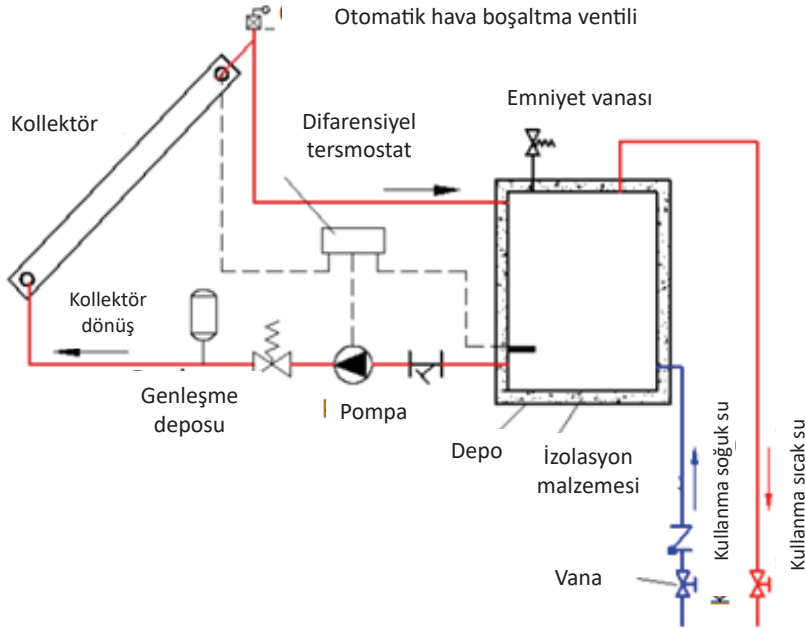 Otomatik hava boşaltma ventili
Emniyet vanası
Kollektör
Difarensiyel
tersmostat
Kollektör
dönüş
Genleşme
deposu
Pompa
Depo
İzolasyon
malzemesi
Kullanma soğuk su
Kullanma sıcak su
Vana